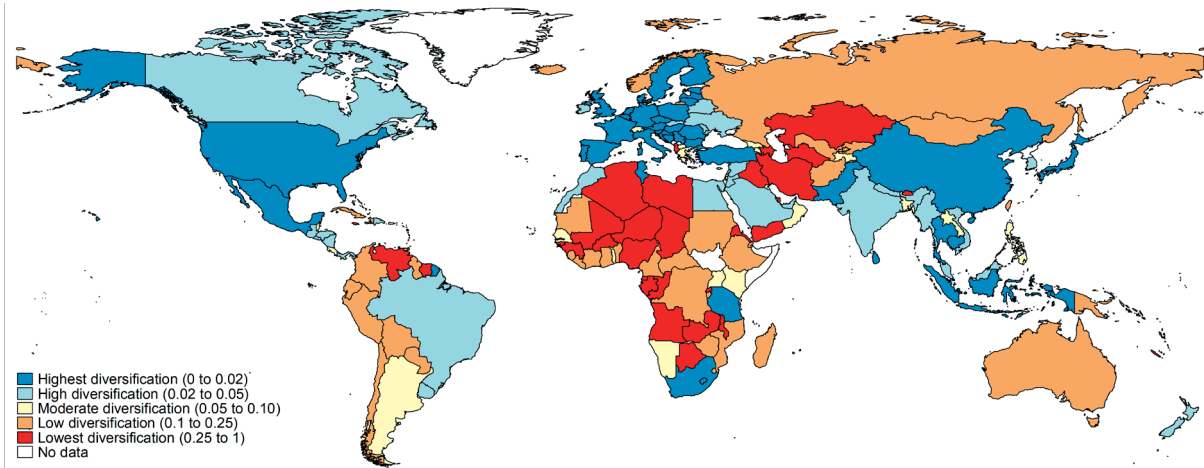 Highest diversification (0 to 0.02)
High diversification (0.02 to 0.05)
Moderate diversification (0.05 to 0.10)
Low diversification (0.1 to 0.25)
Lowest diversification (0.25 to 1)
No data